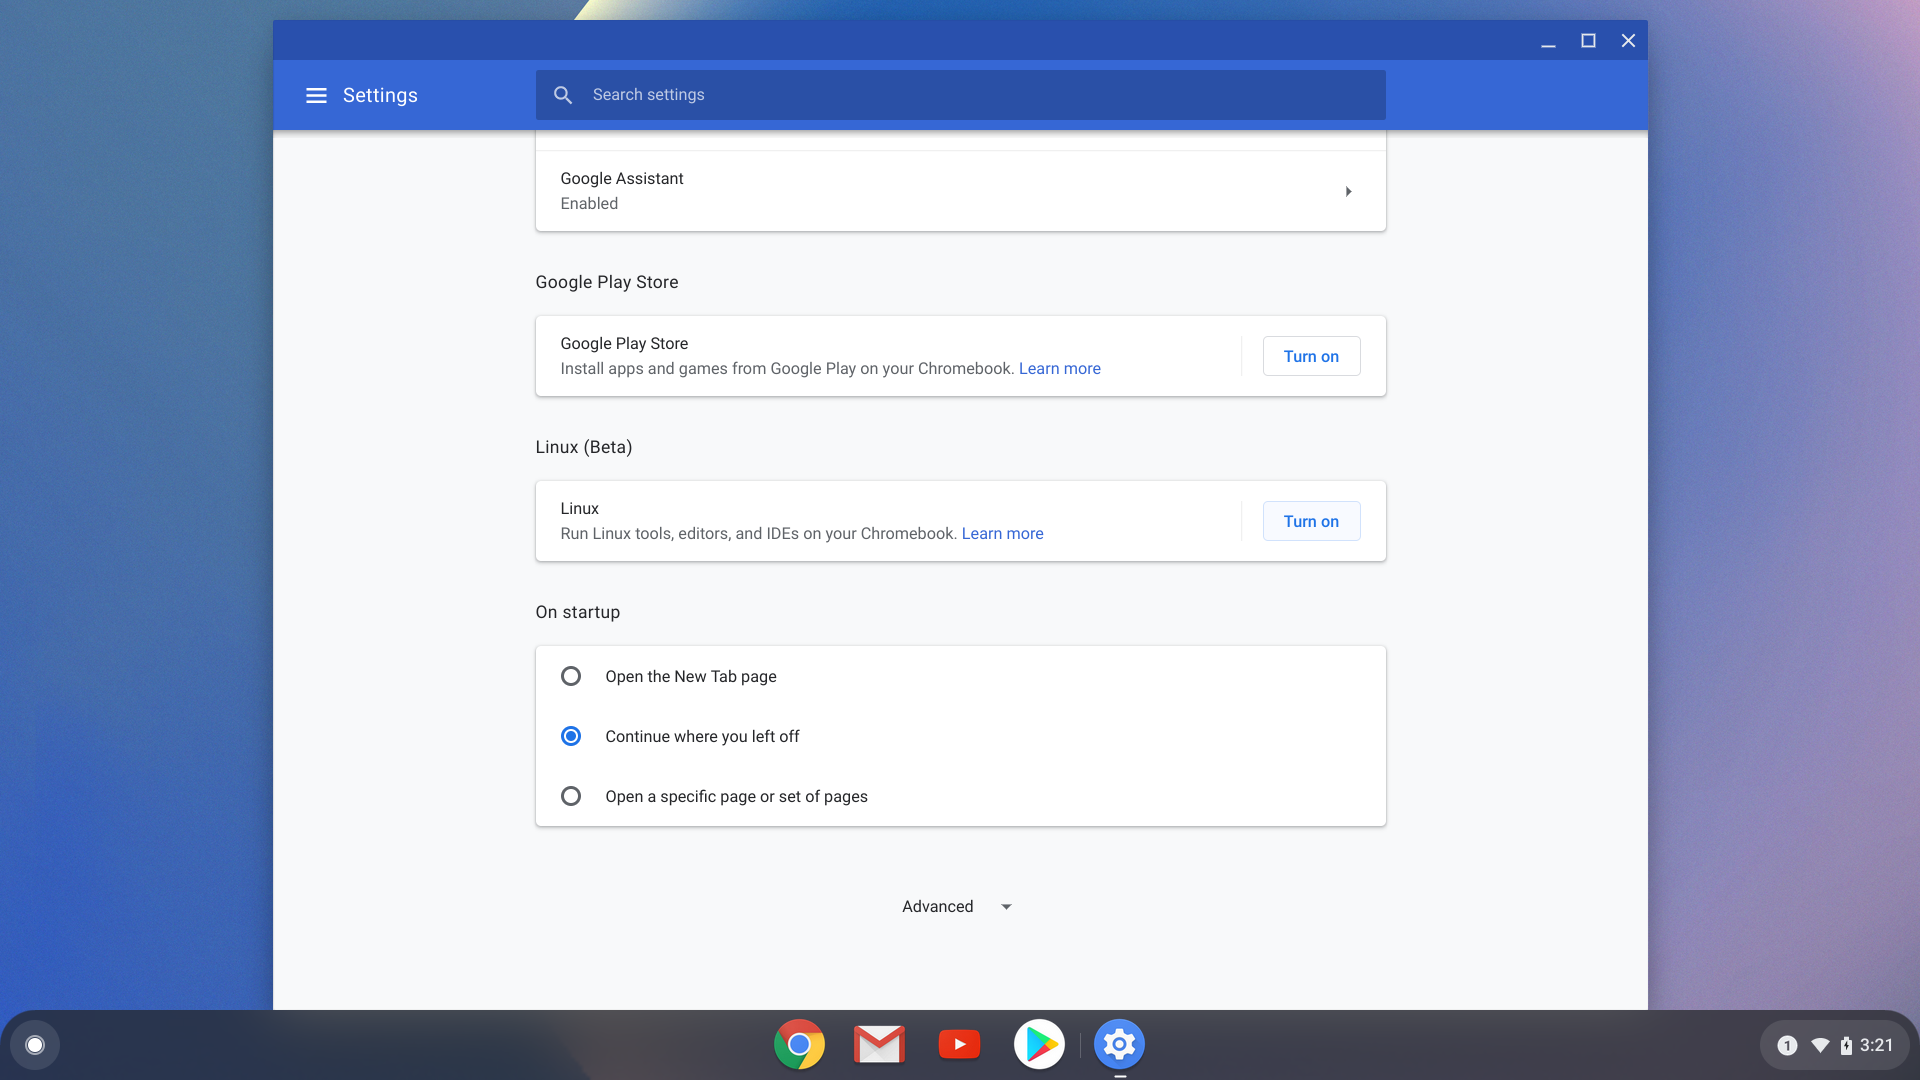 Settings
Search settings
Google Assistant
Enabled
Google Play Store
Google Play Store
Install apps and games from Google Play on your Chromebook. Learn more
Turn on
Linux (Beta)
Linux
Run Linux tools, editors, and IDEs on your Chromebook. Learn more
Turn on
On startup
Open the New Tab page
Continue where you left off
Open a specific page or set of pages
Advanced
1 3:21